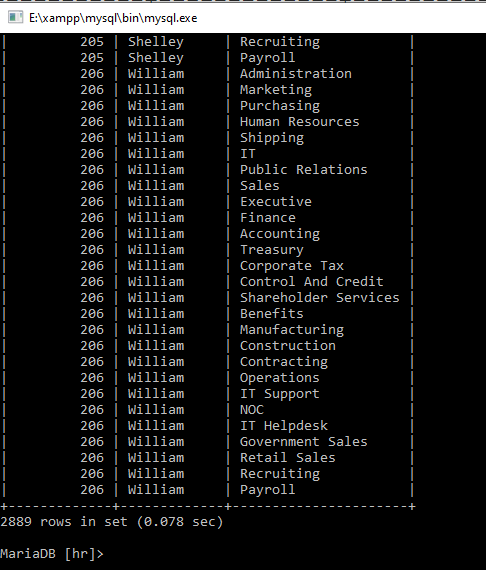 E:\xampp\mysql\bin\mysql.exe
| 205 | Shelley | Recruiting |
| 205 | Shelley | Payroll |
| 206 | William | Administration |
| 206 | William | Marketing |
| 206 | William | Purchasing |
| 206 | William | Human Resources |
| 206 | William | Shipping |
| 206 | William | IT |
| 206 | William | Public Relations |
| 206 | William | Sales |
| 206 | William | Executive |
| 206 | William | Finance |
| 206 | William | Accounting |
| 206 | William | Treasury |
| 206 | William | Corporate Tax |
| 206 | William | Control And Credit |
| 206 | William | Shareholder Services |
| 206 | William | Benefits |
| 206 | William | Manufacturing |
| 206 | William | Construction |
| 206 | William | Contracting |
| 206 | William | Operations |
| 206 | William | IT Support |
| 206 | William | NOC |
| 206 | William | IT Helpdesk |
| 206 | William | Government Sales |
| 206 | William | Retail Sales |
| 206 | William | Recruiting |
| 206 | William | Payroll |
+-------------+-------------+----------------------+
2889 rows in set (0.078 sec)
MariaDB [hr]>